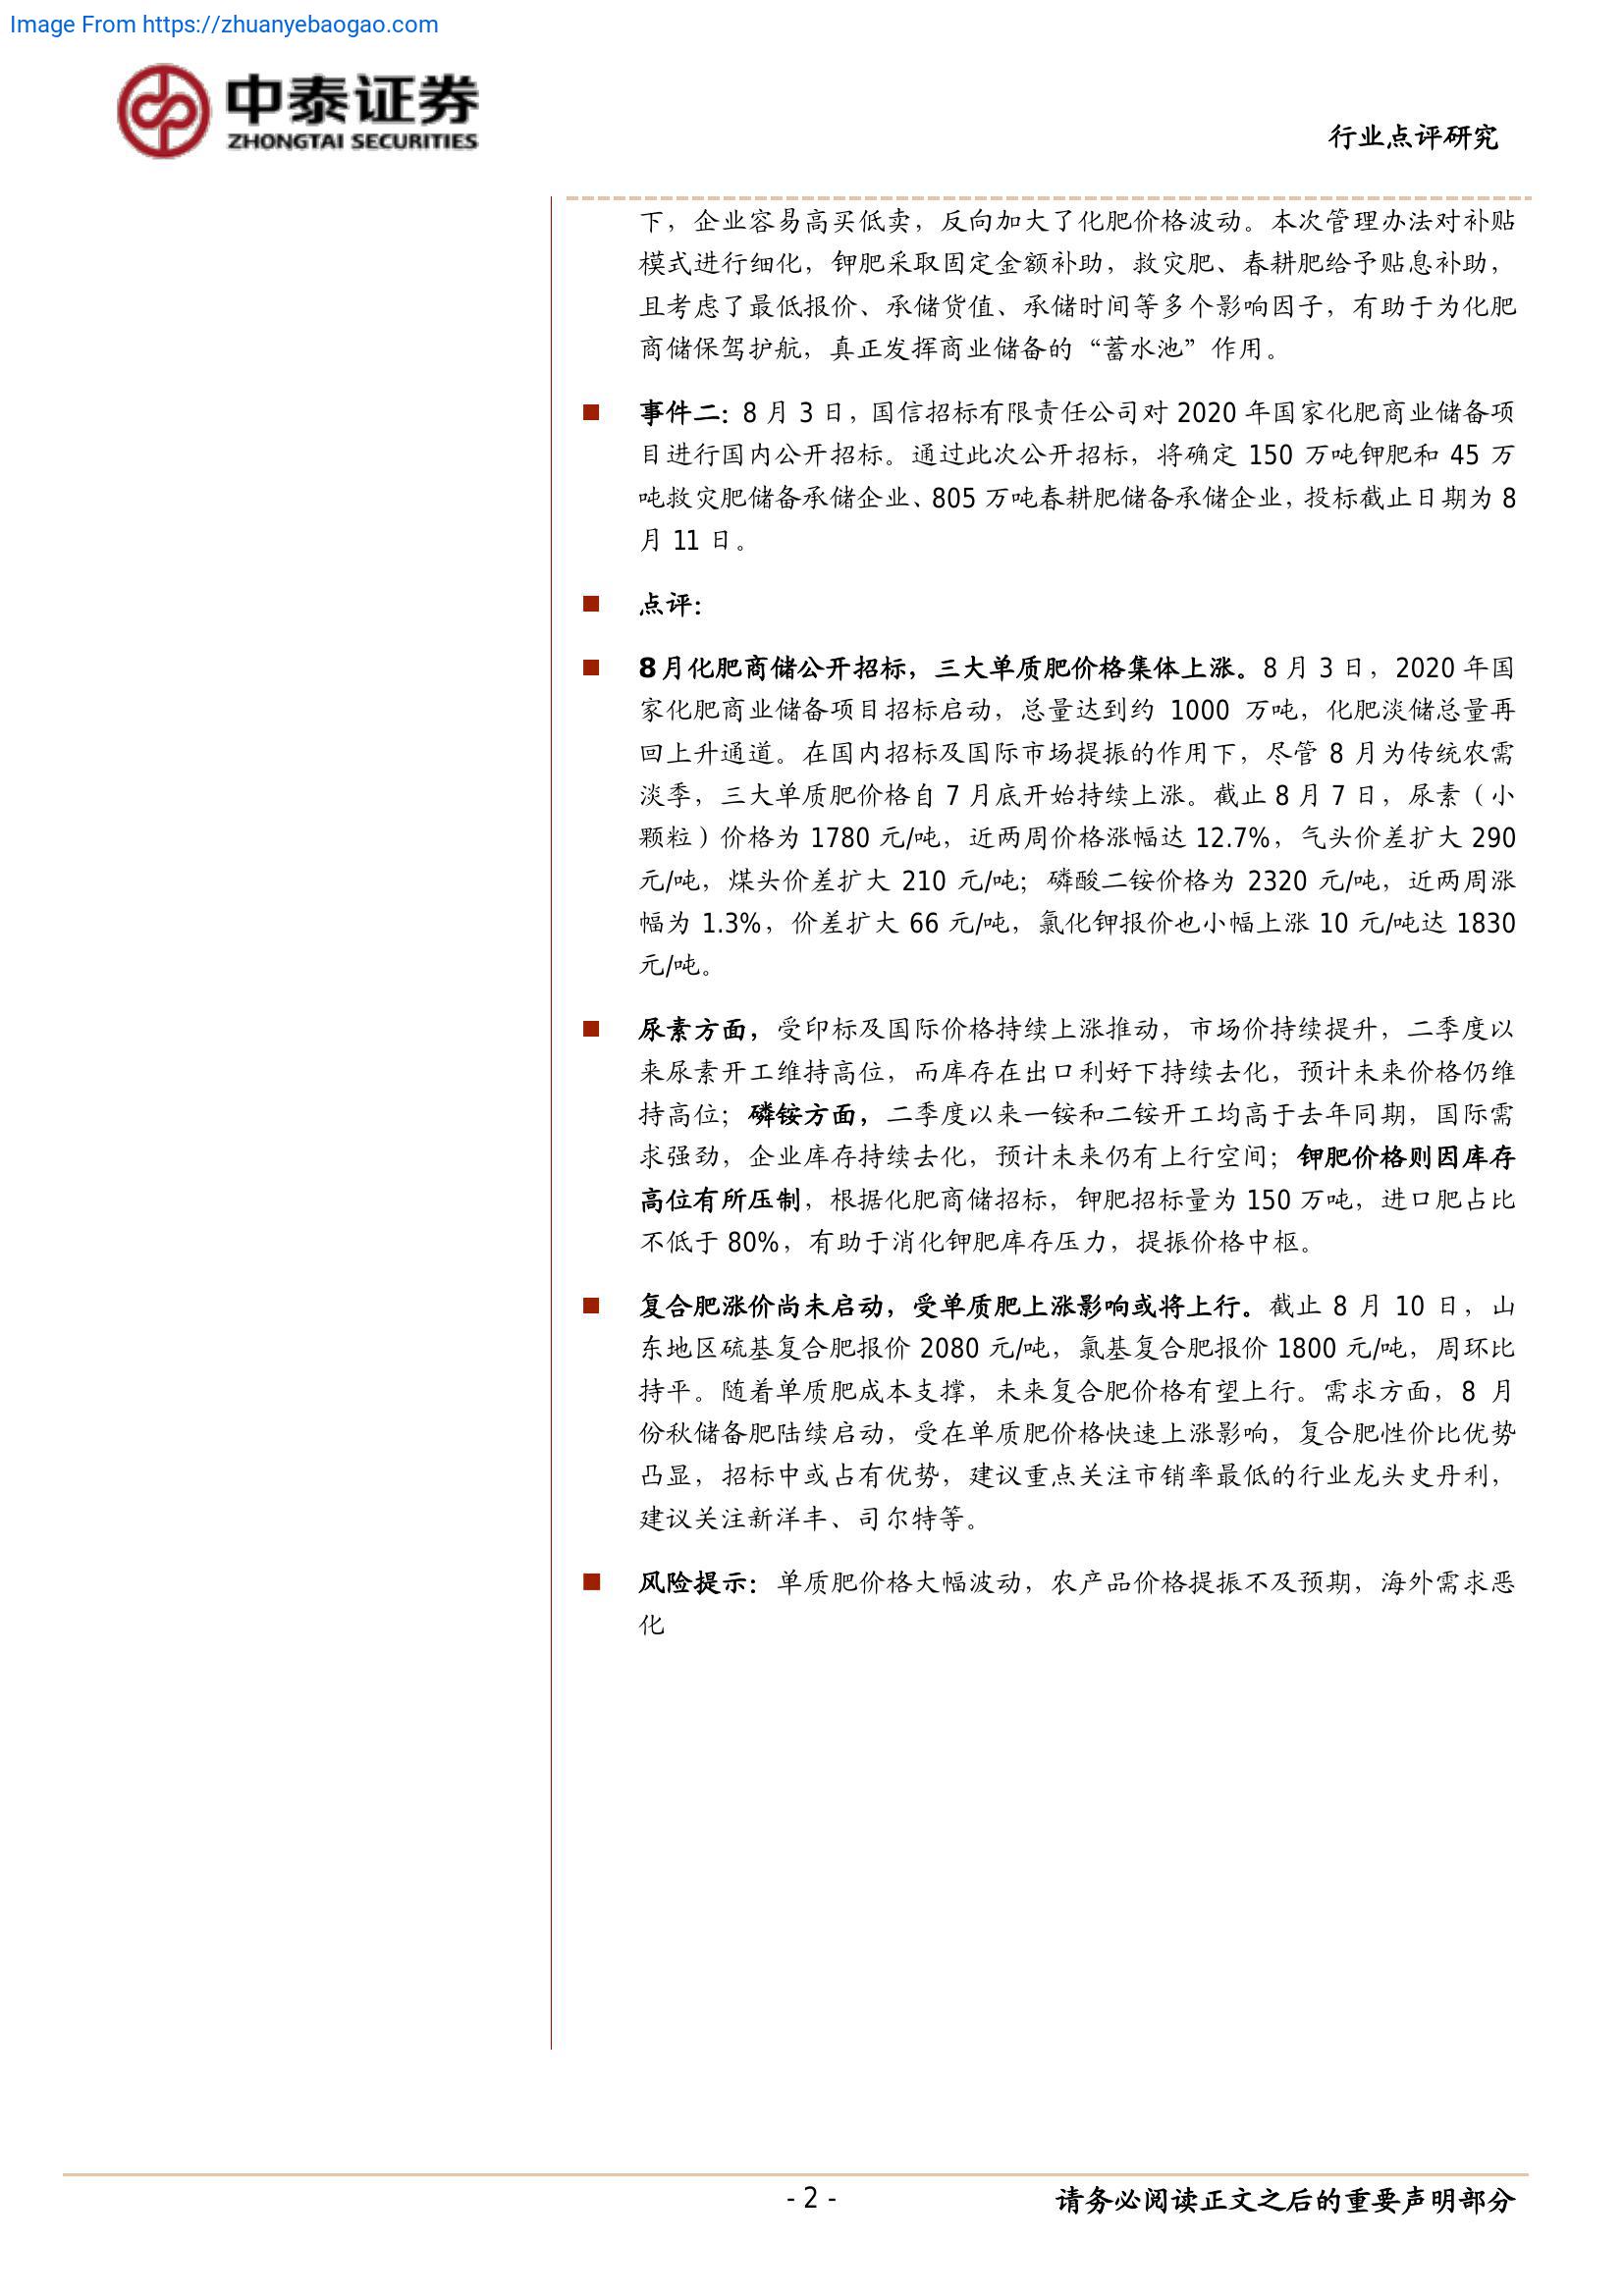 Image From https://zhuanyebaogao.com
中泰证券
ZHONGTAI SECURITIES
行业点评研究
下，企业容易高买低卖，反向加大了化肥价格波动。本次管理办法对补贴
模式进行细化，钾肥采取固定金额补助，救灾肥、春耕肥给予贴息补助，
且考虑了最低报价、承储货值、承储时间等多个影响因子，有助于为化肥
商储保驾护航，真正发挥商业储备的“蓄水池”作用。
■ 事件二：8 月 3 日，国信招标有限责任公司对 2020 年国家化肥商业储备项
目进行国内公开招标。通过此次公开招标，将确定 150 万吨钾肥和 45 万
吨救灾肥储备承储企业、805 万吨春耕肥储备承储企业，投标截止日期为 8
月 11 日。
■ 点评：
■ 8月化肥商储公开招标，三大单质肥价格集体上涨。8 月 3 日，2020 年国
家化肥商业储备项目招标启动，总量达到约 1000 万吨，化肥淡储总量再
回上升通道。在国内招标及国际市场提振的作用下，尽管 8 月为传统农需
淡季，三大单质肥价格自 7 月底开始持续上涨。截止 8 月 7 日，尿素（小
颗粒）价格为 1780 元/吨，近两周价格涨幅达 12.7%，气头价差扩大 290
元/吨，煤头价差扩大 210 元/吨；磷酸二铵价格为 2320 元/吨，近两周涨
幅为 1.3%，价差扩大 66 元/吨，氯化钾报价也小幅上涨 10 元/吨达 1830
元/吨。
■ 尿素方面，受印标及国际价格持续上涨推动，市场价持续提升，二季度以
来尿素开工维持高位，而库存在出口利好下持续去化，预计未来价格仍维
持高位；磷铵方面，二季度以来一铵和二铵开工均高于去年同期，国际需
求强劲，企业库存持续去化，预计未来仍有上行空间；钾肥价格则因库存
高位有所压制，根据化肥商储招标，钾肥招标量为 150 万吨，进口肥占比
不低于 80%，有助于消化钾肥库存压力，提振价格中枢。
■ 复合肥涨价尚未启动，受单质肥上涨影响或将上行。截止 8 月 10 日，山
东地区硫基复合肥报价 2080 元/吨，氯基复合肥报价 1800 元/吨，周环比
持平。随着单质肥成本支撑，未来复合肥价格有望上行。需求方面，8 月
份秋储备肥陆续启动，受在单质肥价格快速上涨影响，复合肥性价比优势
凸显，招标中或占有优势，建议重点关注市销率最低的行业龙头史丹利，
建议关注新洋丰、司尔特等。
■ 风险提示：单质肥价格大幅波动，农产品价格提振不及预期，海外需求恶
化
- 2 -
请务必阅读正文之后的重要声明部分